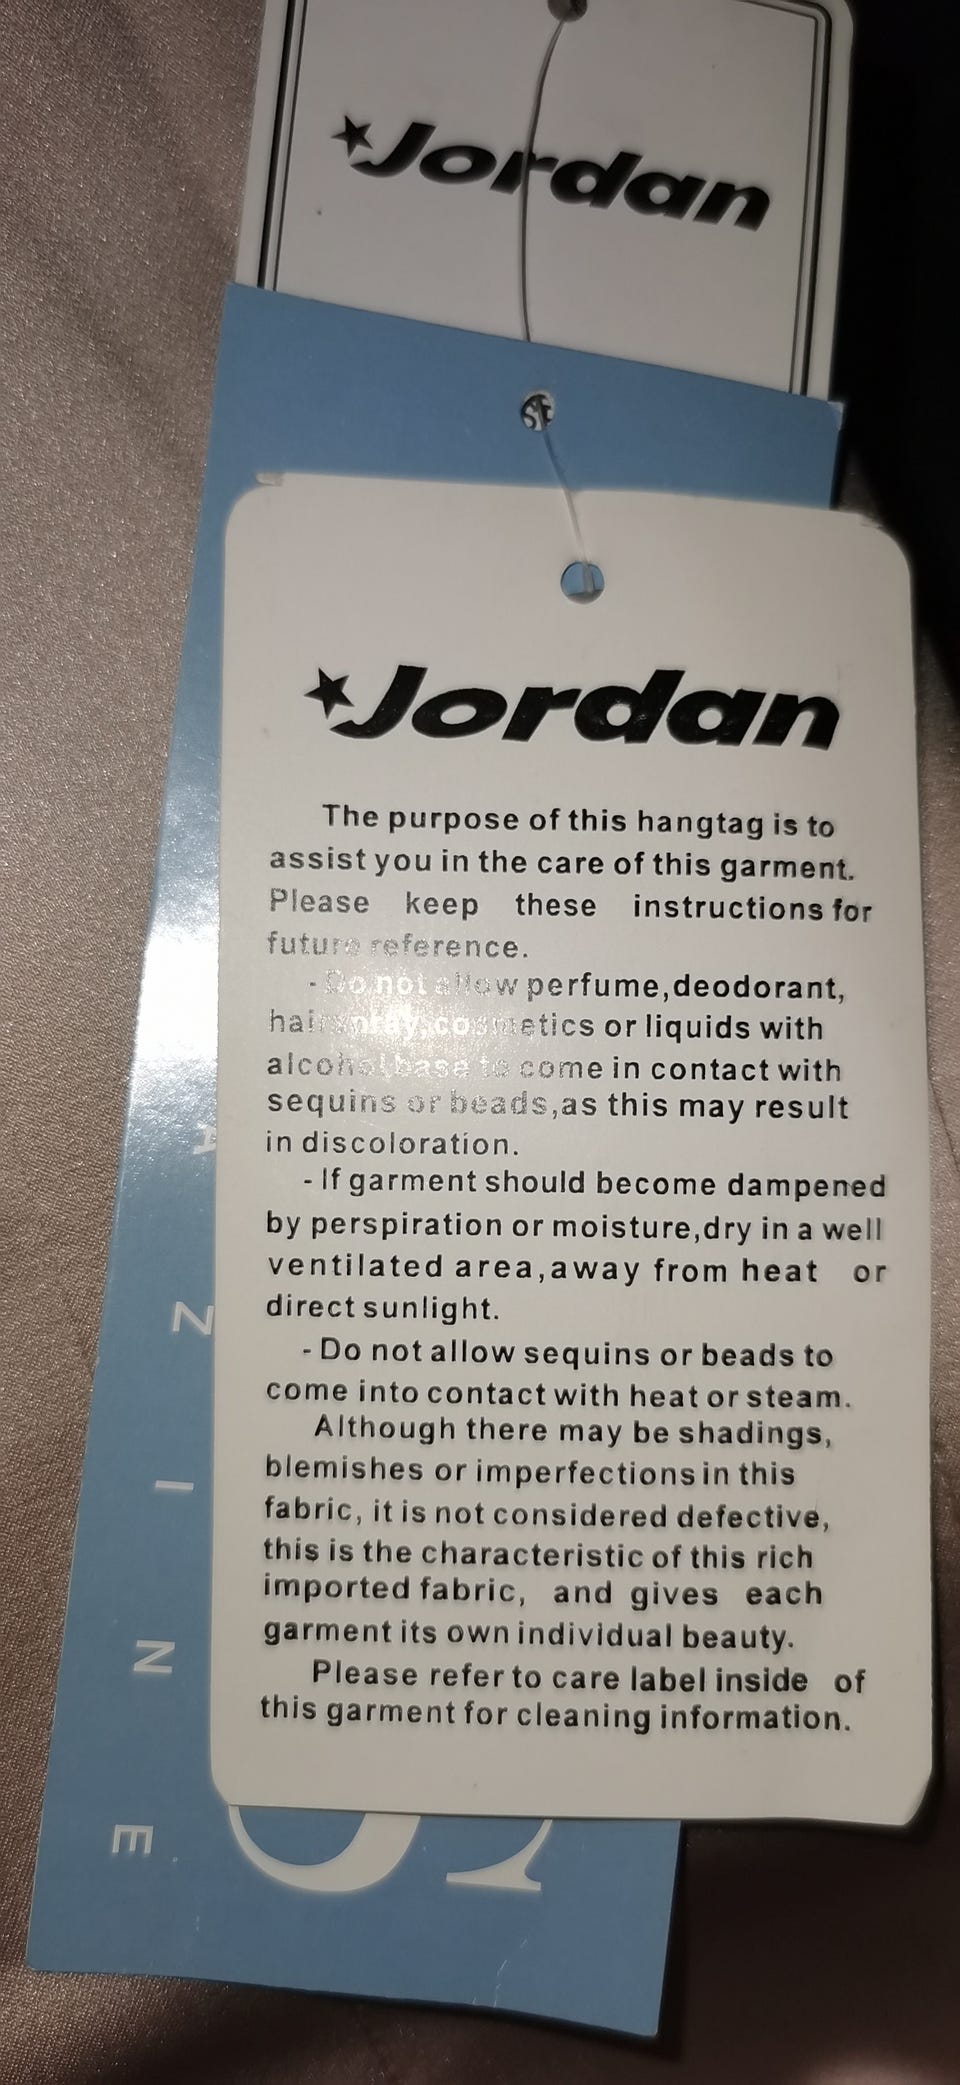 Jordan
Jordan
The purpose of this hangtag is to
assist you in the care of this garment.
Please keep these instructions for
future reference.
- Do not allow perfume,deodorant,
hairspray,cosmetics or liquids with
alcohol base to come in contact with
sequins or beads,as this may result
in discoloration.
- If garment should become dampened
by perspiration or moisture,dry in a well
ventilated area,away from heat or
direct sunlight.
- Do not allow sequins or beads to
come into contact with heat or steam.
Although there may be shadings,
blemishes or imperfections in this
fabric, it is not considered defective,
this is the characteristic of this rich
imported fabric, and gives each
garment its own individual beauty.
Please refer to care label inside of
this garment for cleaning information.
A
Z
I
N
E